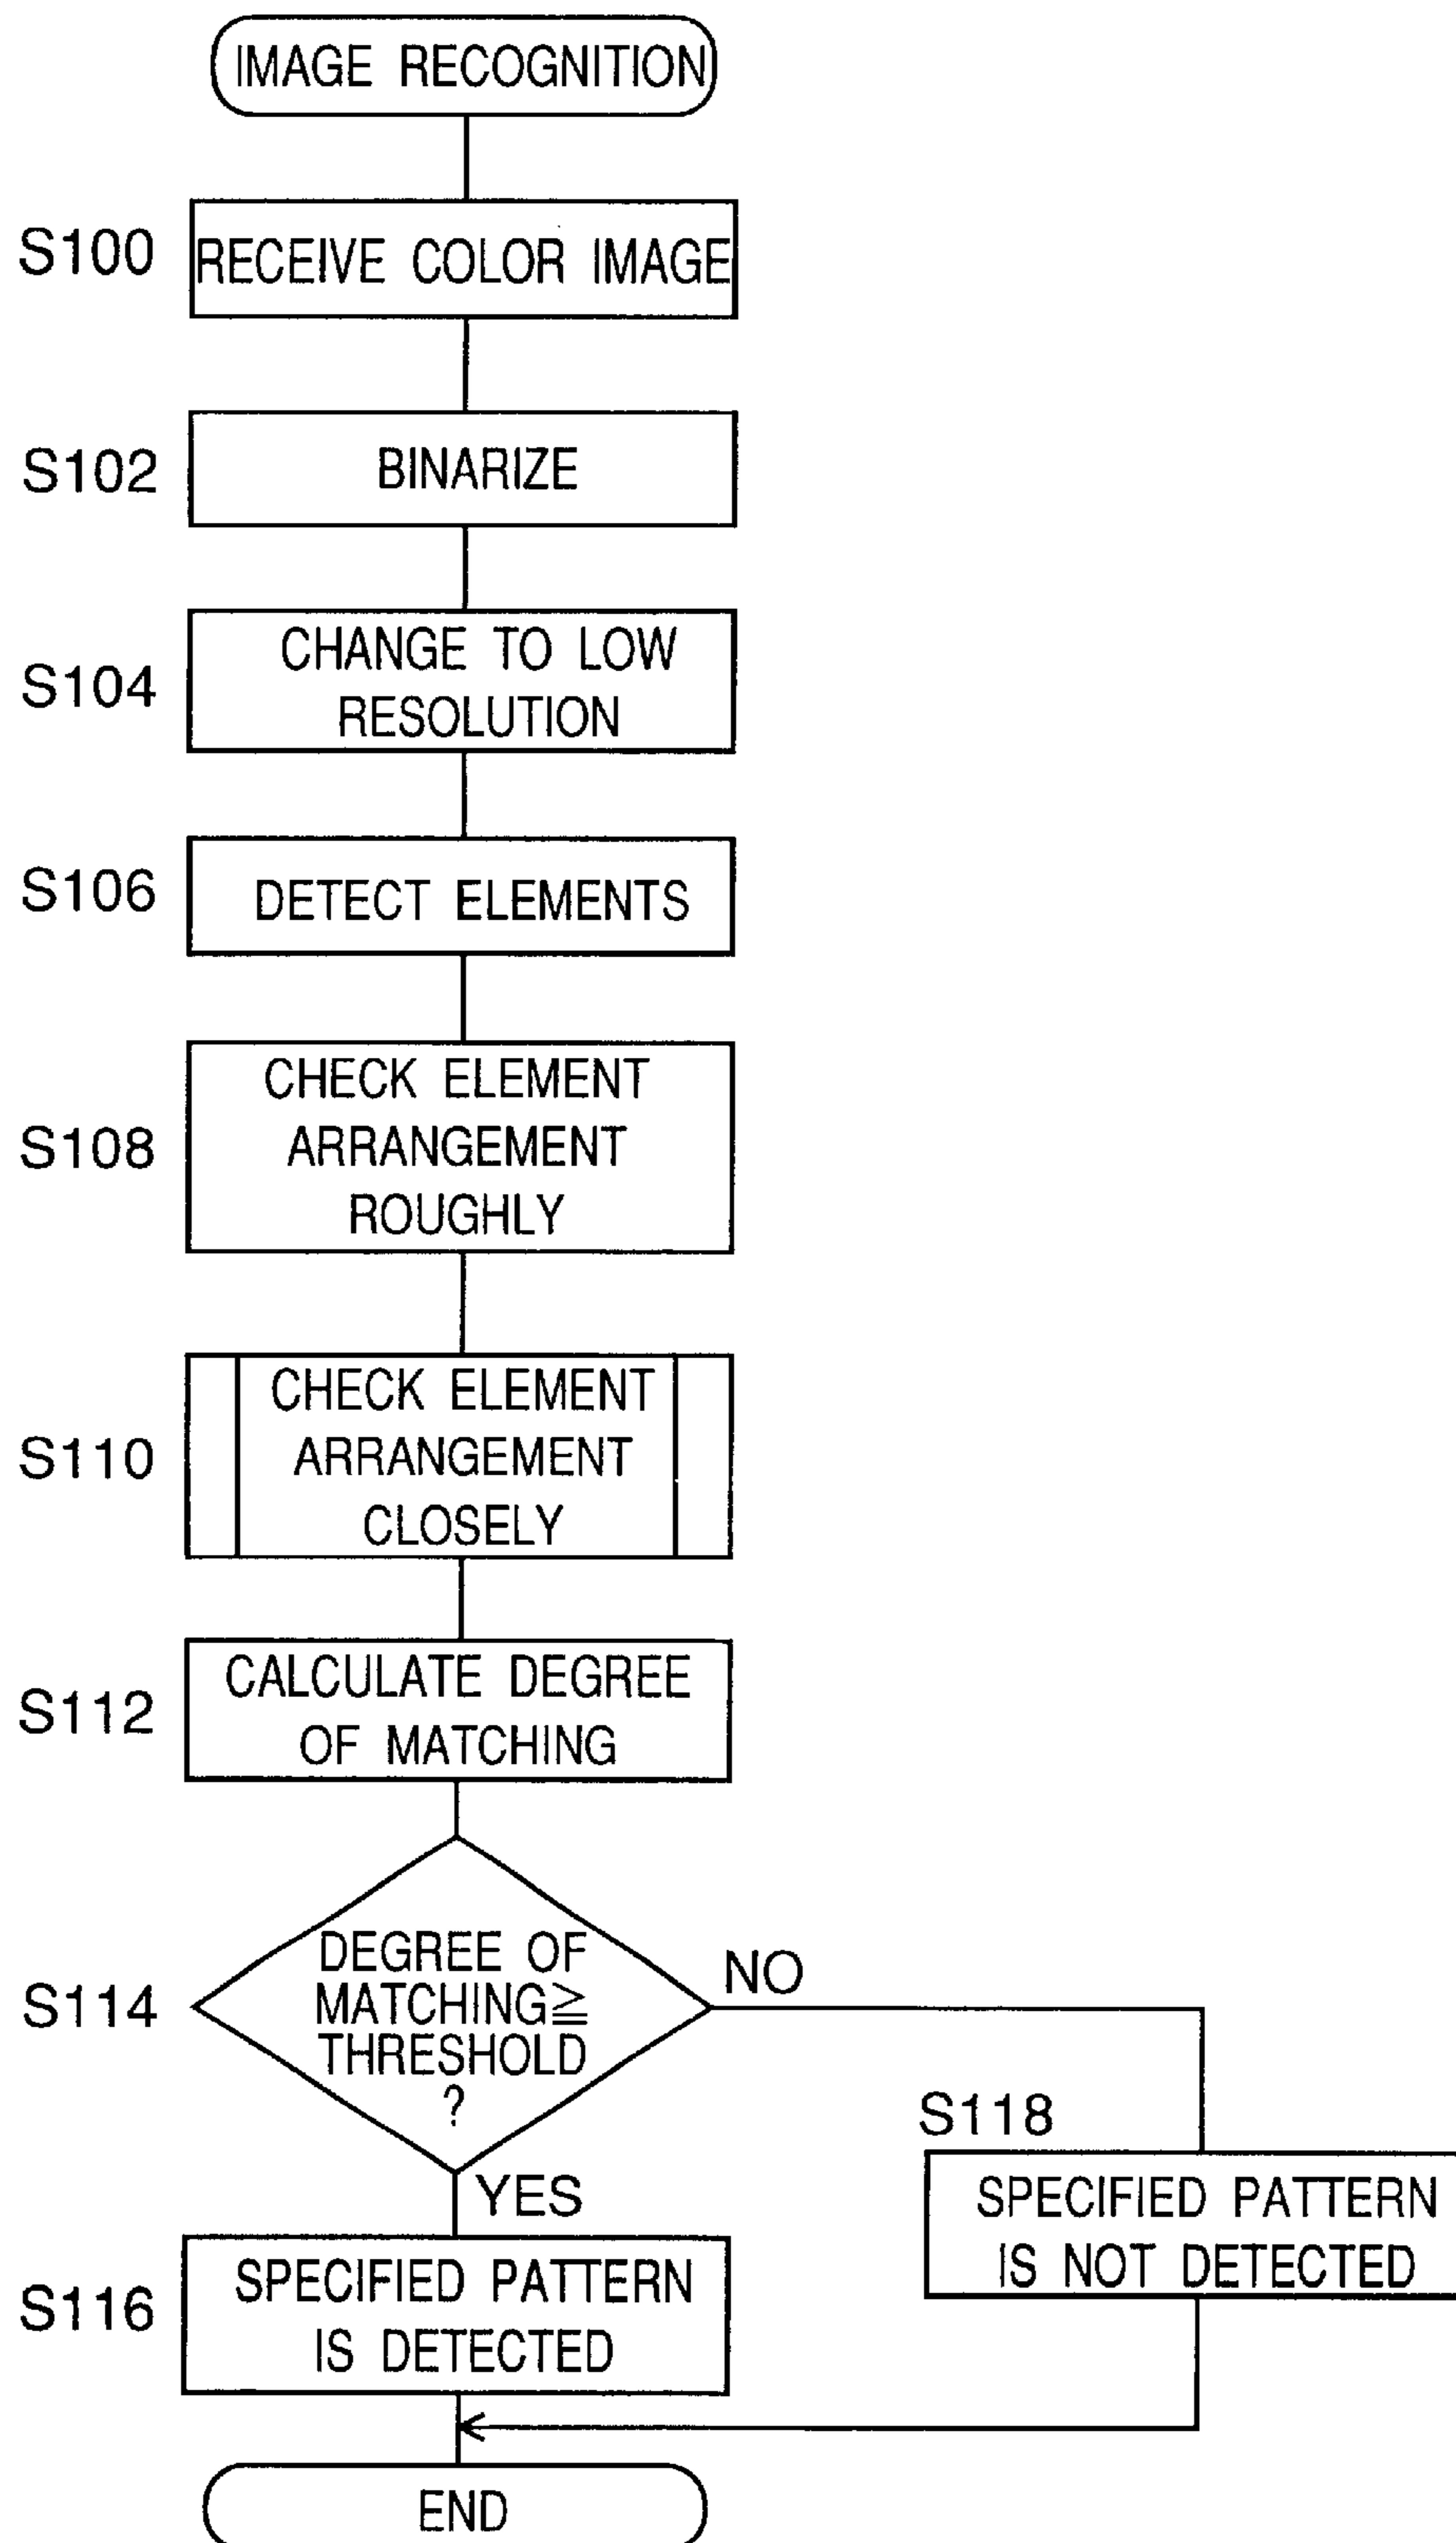 IMAGE RECOGNITION
S100
RECEIVE COLOR IMAGE
S102
BINARIZE
S104
CHANGE TO LOW
RESOLUTION
S106
DETECT ELEMENTS
S108
CHECK ELEMENT
ARRANGEMENT
ROUGHLY
S110
CHECK ELEMENT
ARRANGEMENT
CLOSELY
S112
CALCULATE DEGREE
OF MATCHING
S114
DEGREE OF
MATCHING≧
THRESHOLD
?
NO
YES
S118
SPECIFIED PATTERN
IS NOT DETECTED
S116
SPECIFIED PATTERN
IS DETECTED
END